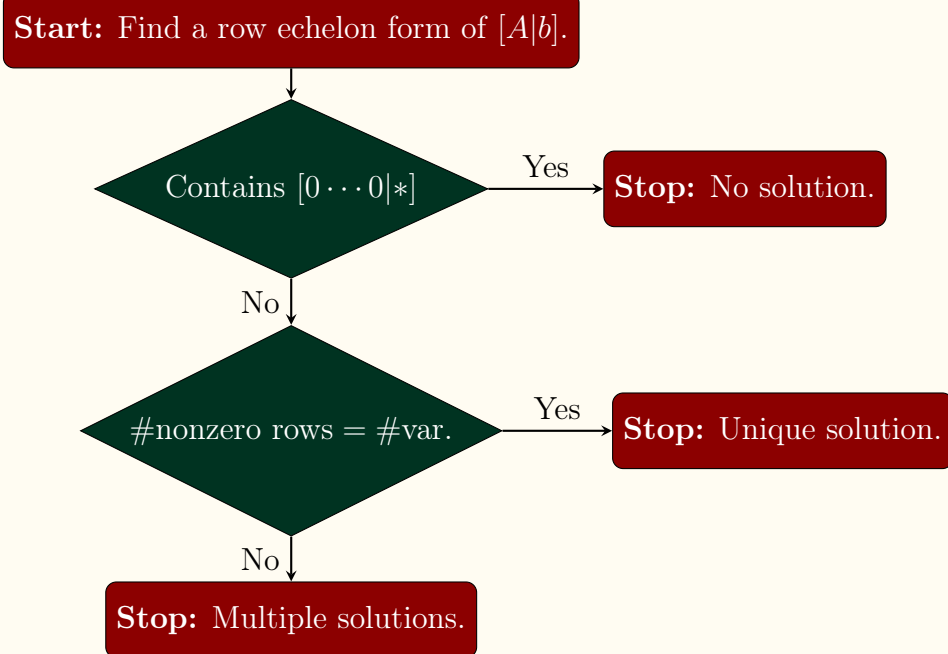 Start: Find a row echelon form of [A|b].
Contains [0 ⋯ 0|∗]
Yes
Stop: No solution.
No
#nonzero rows = #var.
Yes
Stop: Unique solution.
No
Stop: Multiple solutions.